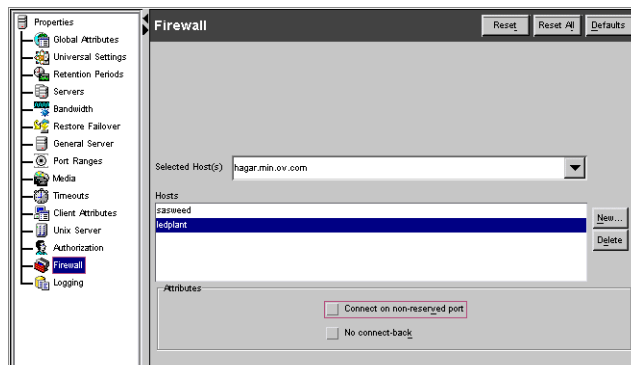 Properties
Global Attributes
Universal Settings
Retention Periods
Servers
Bandwidth
Restore Failover
General Server
Port Ranges
Media
Timeouts
Client Attributes
Unix Server
Authorization
Firewall
Logging
Firewall
Reset
Reset All
Defaults
Selected Host(s)
hagar.min.ov.com
Hosts
sasweed
ledplant
New...
Delete
Attributes
Connect on non-reserved port
No connect-back